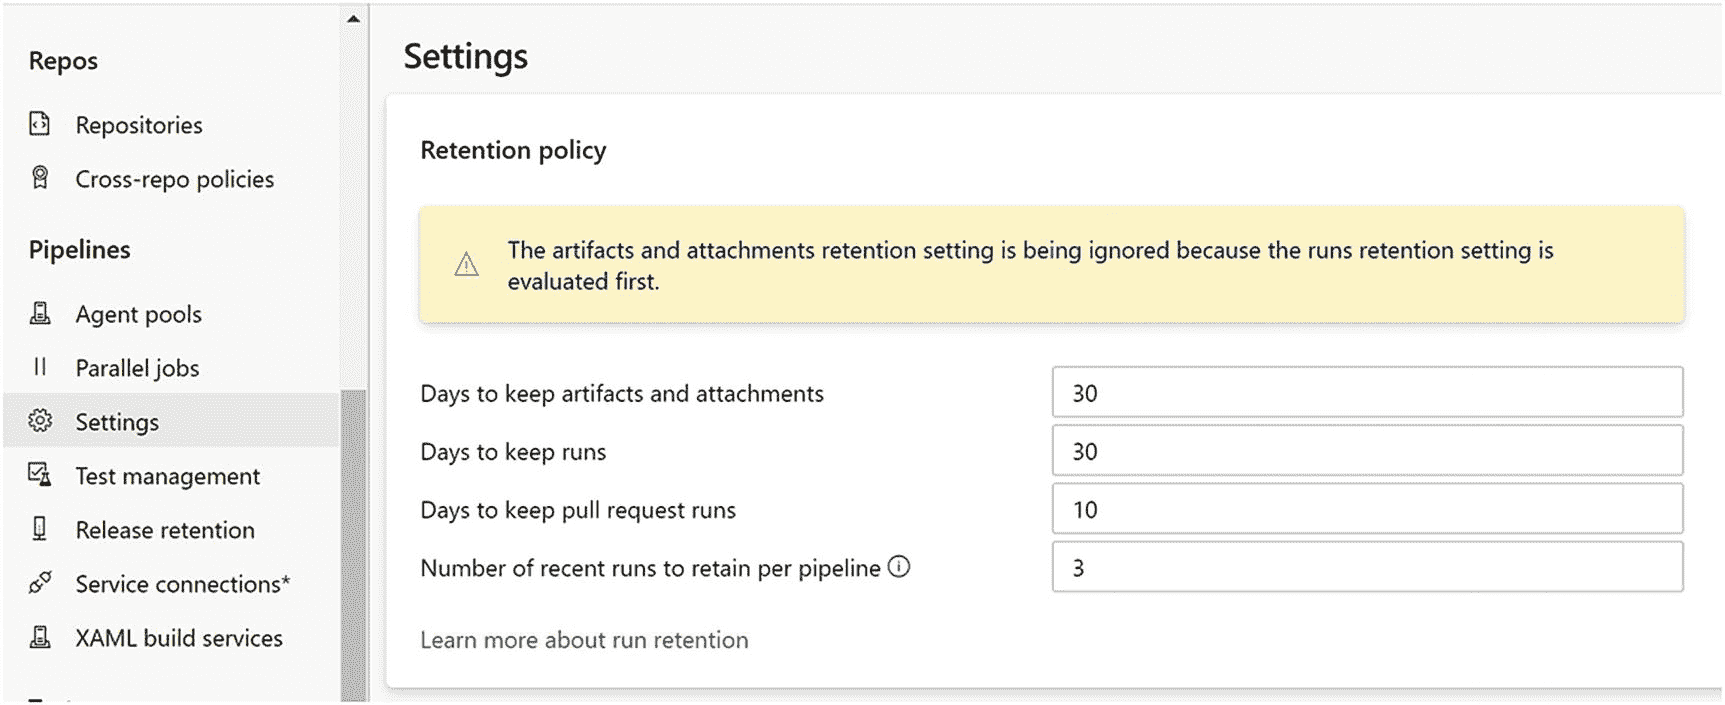 Repos
Repositories
Cross-repo policies
Pipelines
Agent pools
Parallel jobs
Settings
Test management
Release retention
Service connections*
XAML build services
Settings
Retention policy
The artifacts and attachments retention setting is being ignored because the runs retention setting is
evaluated first.
Days to keep artifacts and attachments
30
Days to keep runs
30
Days to keep pull request runs
10
Number of recent runs to retain per pipeline
3
Learn more about run retention